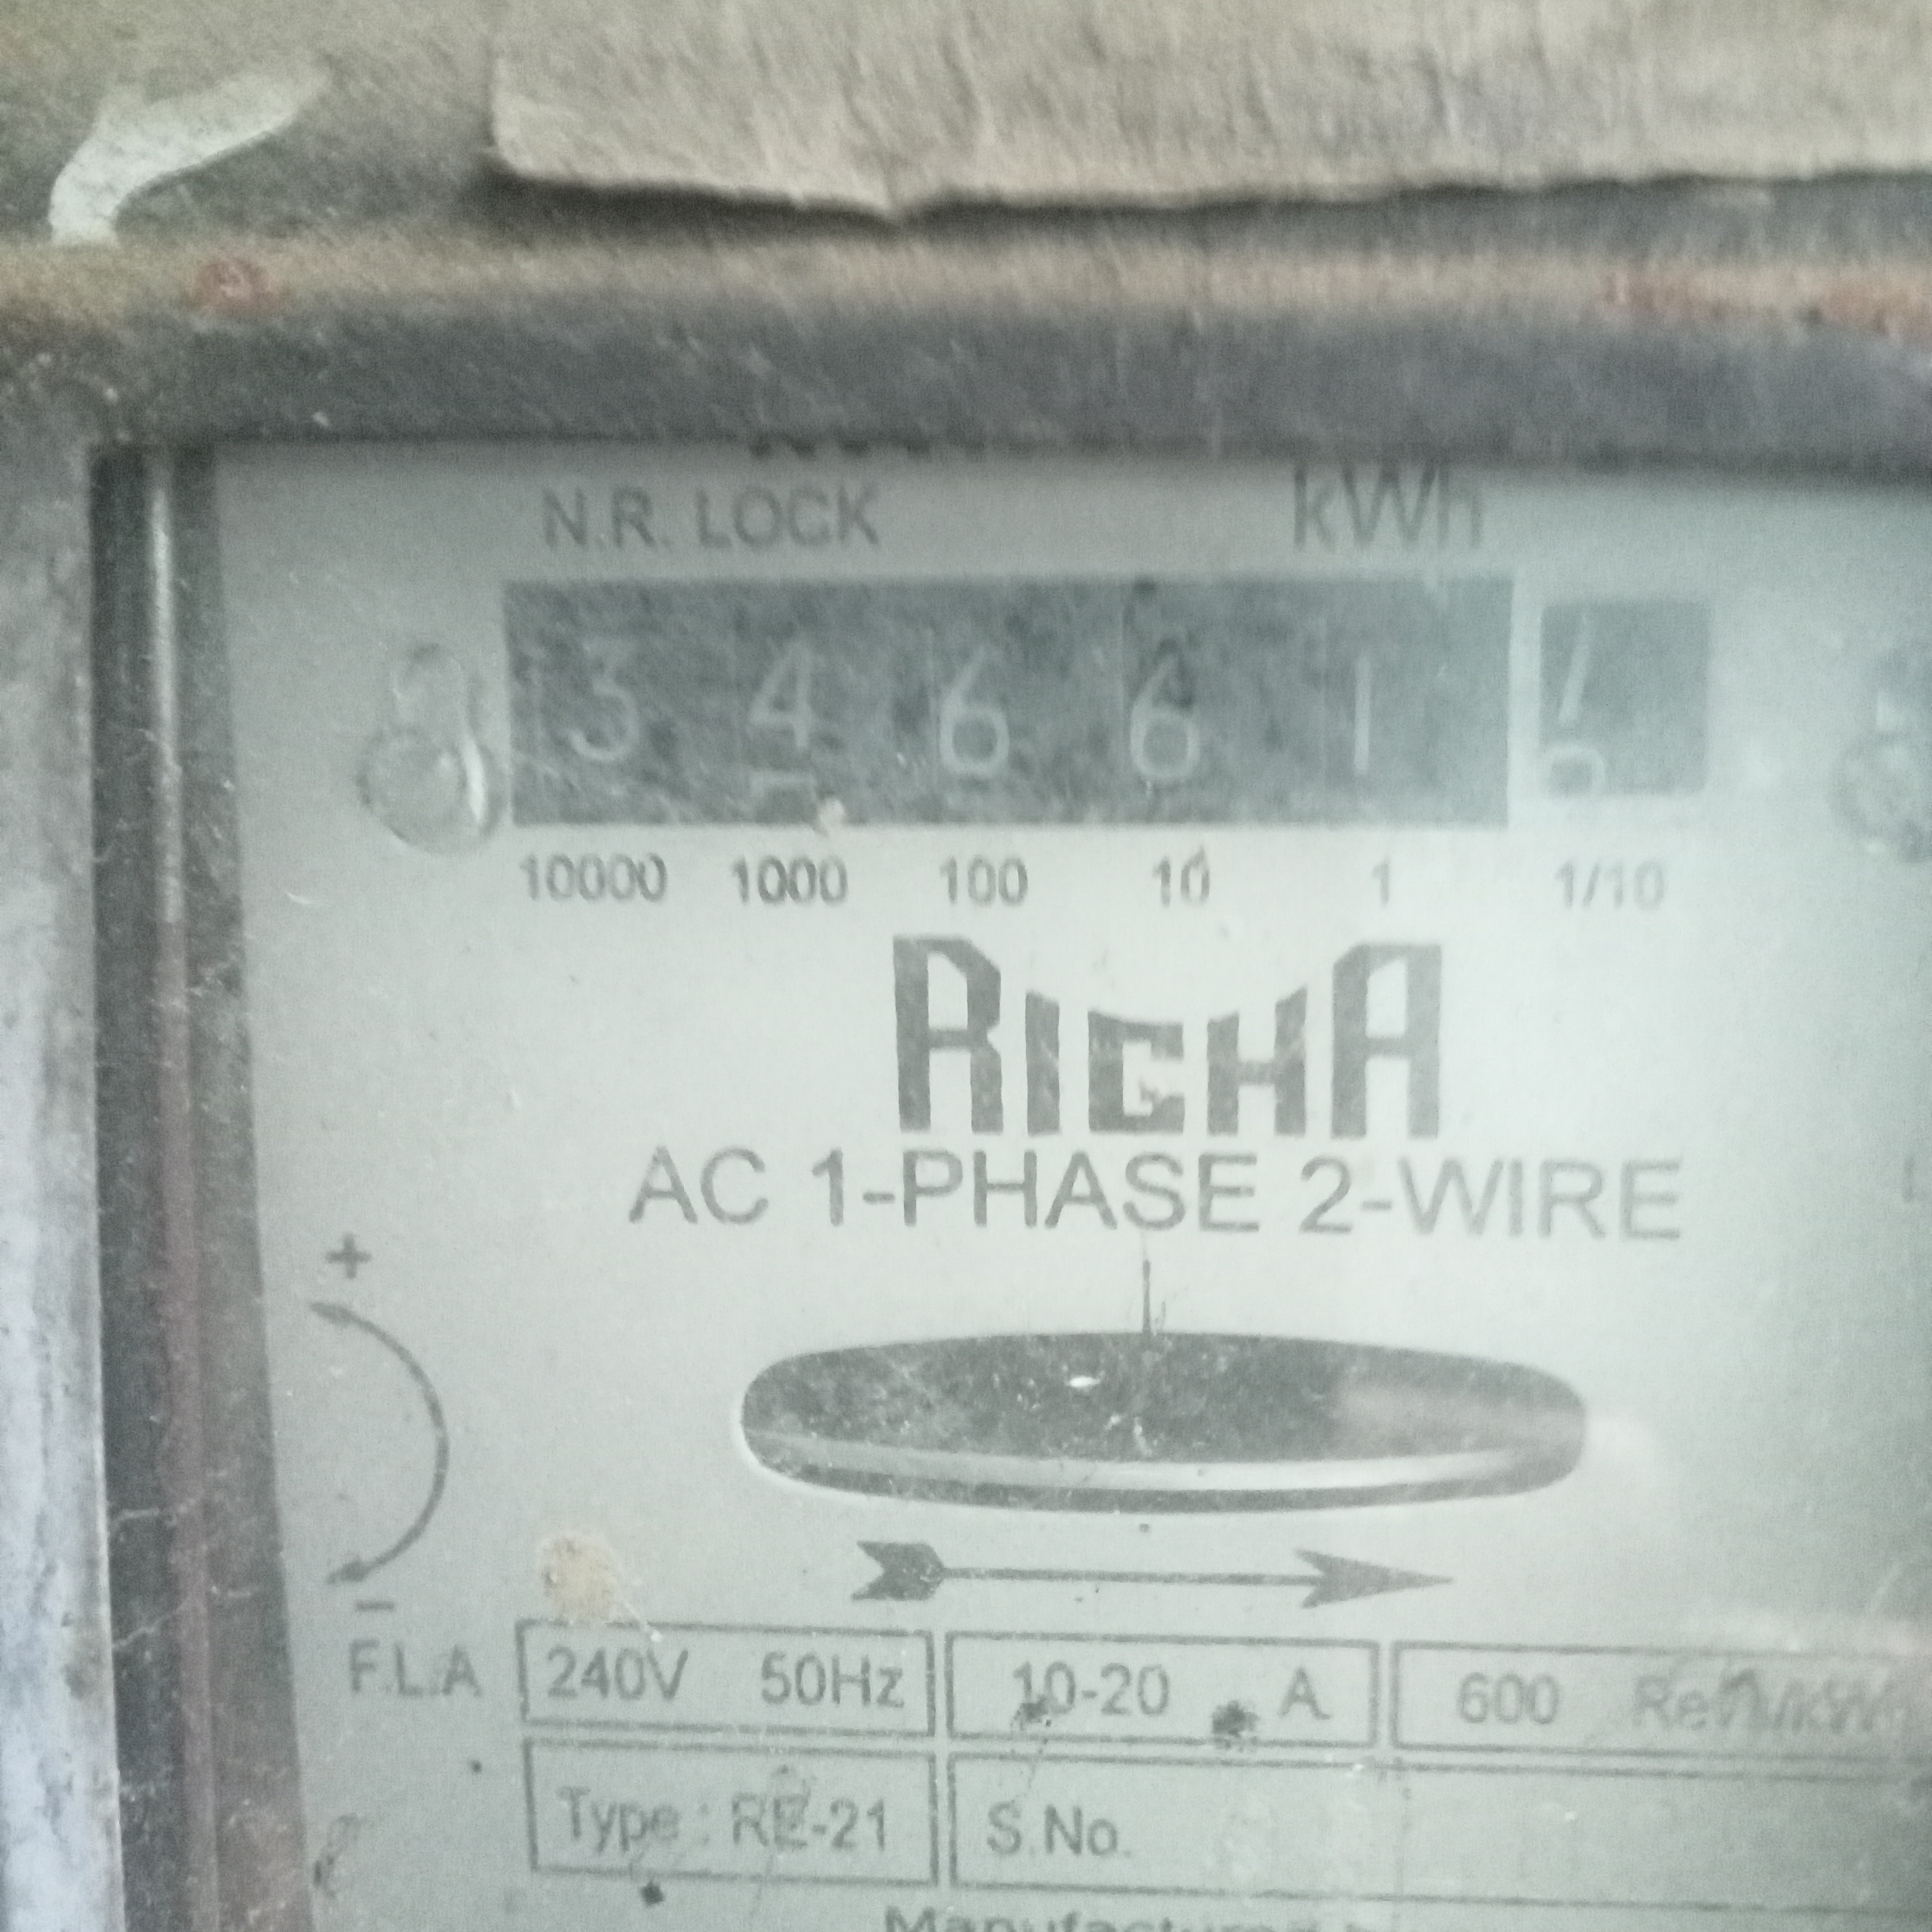 N.R. LOCK kWh
3 4 6 6 1
10000 1000 100 10 1 1/10
RICHA
AC 1-PHASE 2-WIRE
+
-
F.L.A 240V 50Hz 10-20 A 600
Type : RE-21 S.No.